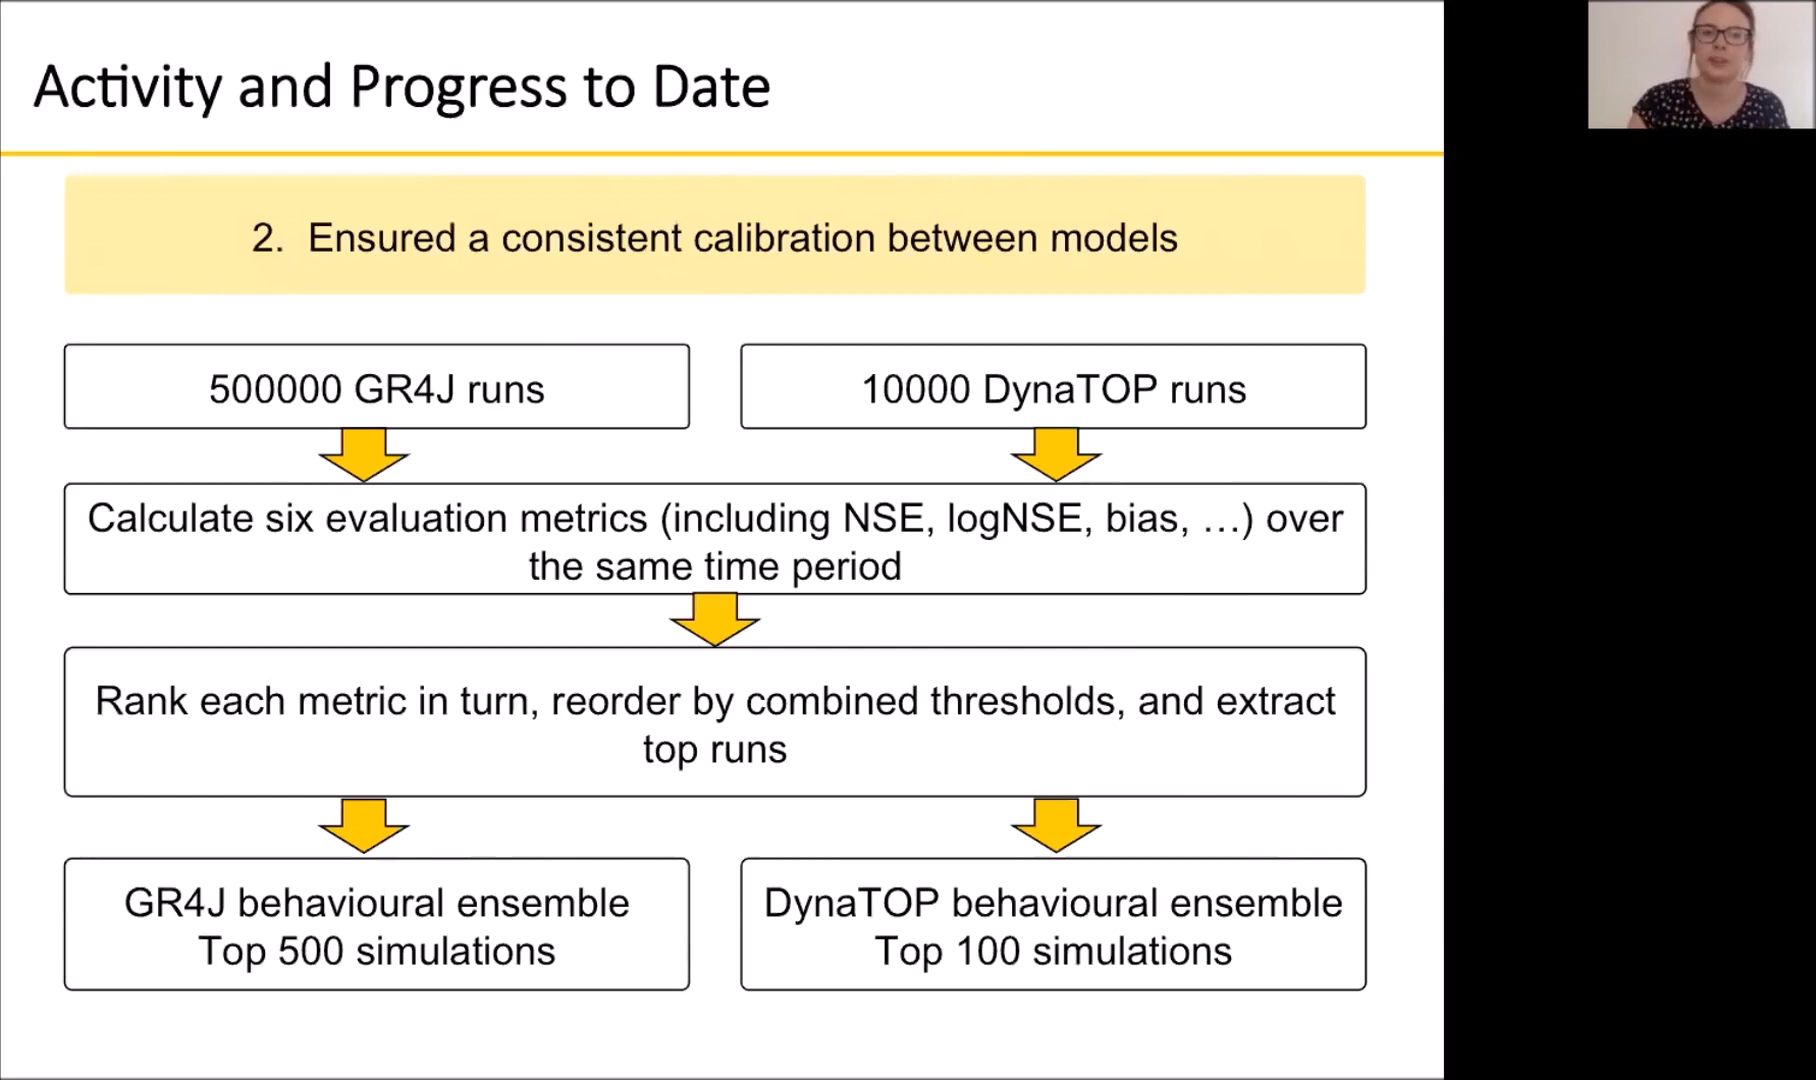 Activity and Progress to Date
2. Ensured a consistent calibration between models
500000 GR4J runs
10000 DynaTOP runs
Calculate six evaluation metrics (including NSE, logNSE, bias, …) over
the same time period
Rank each metric in turn, reorder by combined thresholds, and extract
top runs
GR4J behavioural ensemble
Top 500 simulations
DynaTOP behavioural ensemble
Top 100 simulations